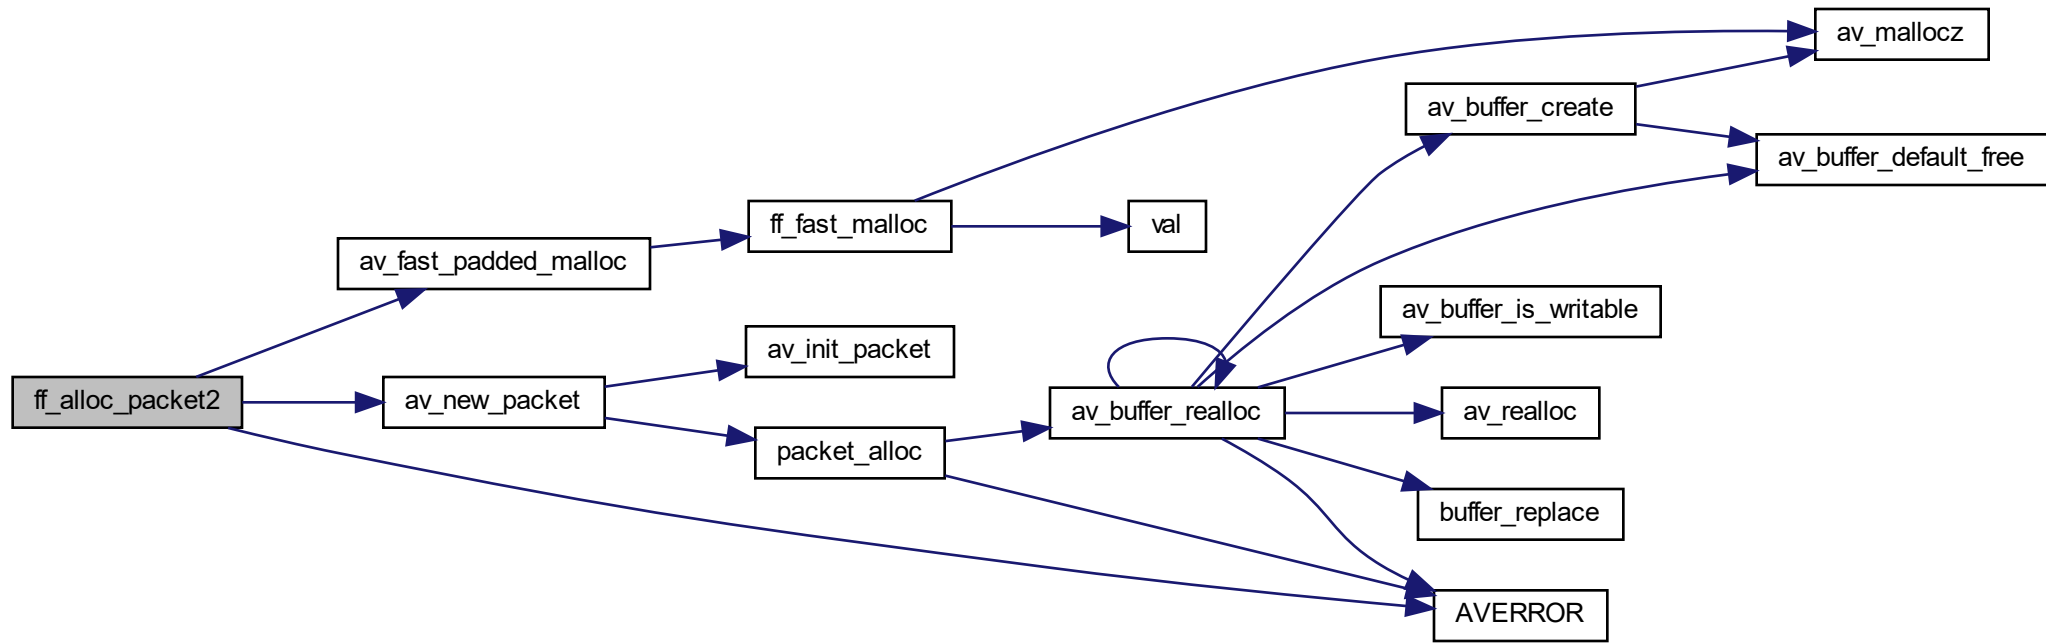 av_mallocz
av_buffer_create
av_buffer_default_free
ff_fast_malloc
val
av_fast_padded_malloc
av_buffer_is_writable
av_init_packet
ff_alloc_packet2
av_new_packet
av_buffer_realloc
av_realloc
packet_alloc
buffer_replace
AVERROR